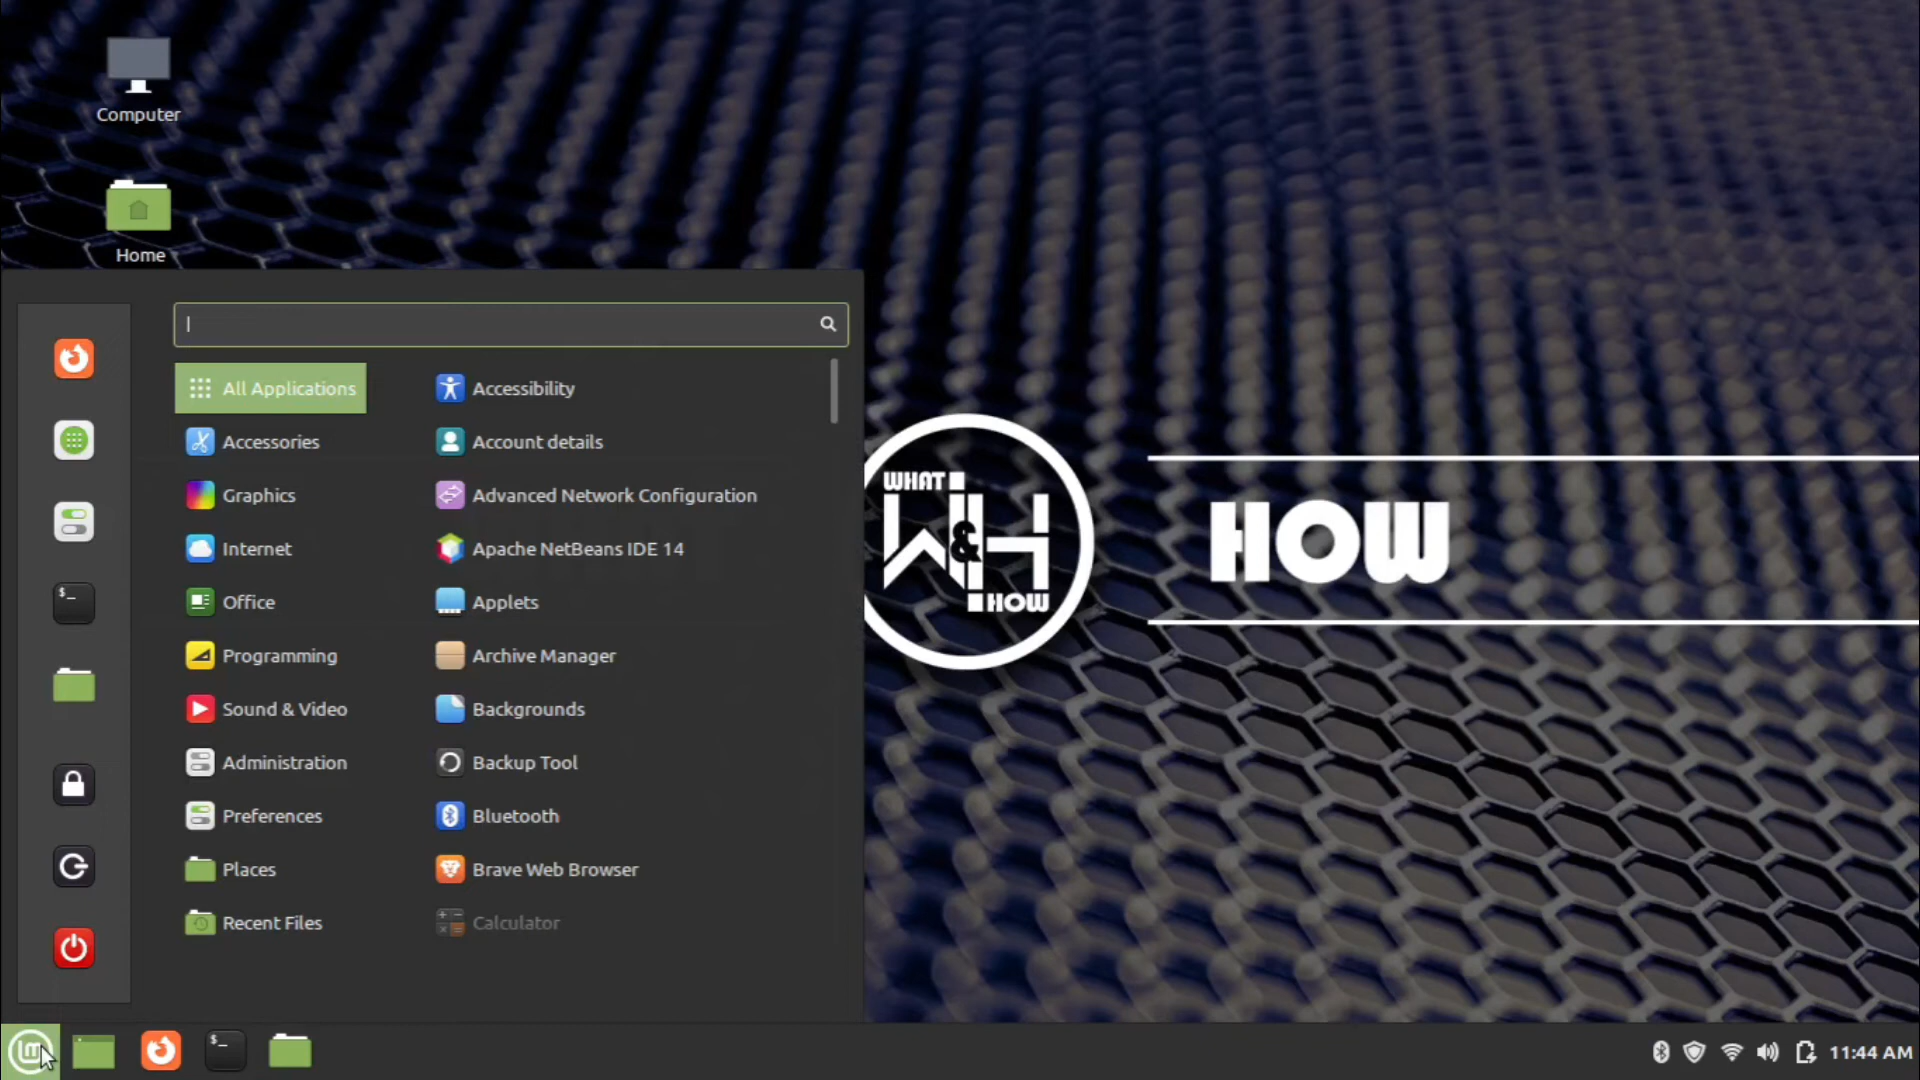 Computer
Home
All Applications
Accessories
Graphics
Internet
Office
Programming
Sound & Video
Administration
Preferences
Places
Recent Files
Accessibility
Account details
Advanced Network Configuration
Apache NetBeans IDE 14
Applets
Archive Manager
Backgrounds
Backup Tool
Bluetooth
Brave Web Browser
Calculator
WHAT
W&H
HOW
HOW
$_
$_
lm
11:44 AM